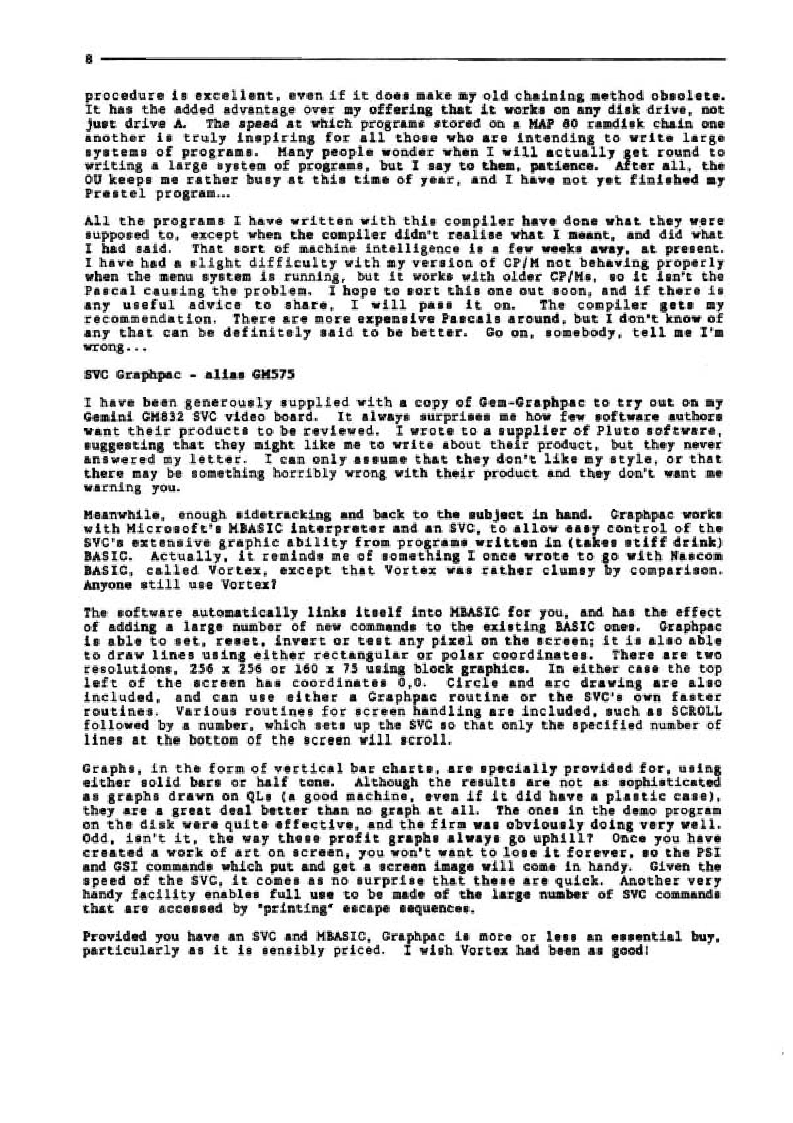 8
procedure is excellent, even if it does make my old chaining method obsolete.
It has the added advantage over my offering that it works on any disk drive, not
just drive A. The speed at which programs stored on a MAP 80 ramdisk chain one
another is truly inspiring for all those who are intending to write large
systems of programs. Many people wonder when I will actually get round to
writing a large system of programs, but I say to them, patience. After all, the
OU keeps me rather busy at this time of year, and I have not yet finished my
Prestel program...
All the programs I have written with this compiler have done what they were
supposed to, except when the compiler didn't realise what I meant, and did what
I had said. That sort of machine intelligence is a few weeks away, at present.
I have had a slight difficulty with my version of CP/M not behaving properly
when the menu system is running, but it works with older CP/Ms, so it isn't the
Pascal causing the problem. I hope to sort this one out soon, and if there is
any useful advice to share, I will pass it on. The compiler gets my
recommendation. There are more expensive Pascals around, but I don't know of
any that can be definitely said to be better. Go on, somebody, tell me I'm
wrong...
SVC Graphpac - alias GM575
I have been generously supplied with a copy of Gem-Graphpac to try out on my
Gemini GM832 SVC video board. It always surprises me how few software authors
want their products to be reviewed. I wrote to a supplier of Pluto software,
suggesting that they might like me to write about their product, but they never
answered my letter. I can only assume that they don't like my style, or that
there may be something horribly wrong with their product and they don't want me
warning you.
Meanwhile, enough sidetracking and back to the subject in hand. Graphpac works
with Microsoft's MBASIC interpreter and an SVC, to allow easy control of the
SVC's extensive graphic ability from programs written in (takes stiff drink)
BASIC. Actually, it reminds me of something I once wrote to go with Nascom
BASIC, called Vortex, except that Vortex was rather clumsy by comparison.
Anyone still use Vortex?
The software automatically links itself into MBASIC for you, and has the effect
of adding a large number of new commands to the existing BASIC ones. Graphpac
is able to set, reset, invert or test any pixel on the screen; it is also able
to draw lines using either rectangular or polar coordinates. There are two
resolutions, 256 x 256 or 160 x 75 using block graphics. In either case the top
left of the screen has coordinates 0,0. Circle and arc drawing are also
included, and can use either a Graphpac routine or the SVC's own faster
routines. Various routines for screen handling are included, such as SCROLL
followed by a number, which sets up the SVC so that only the specified number of
lines at the bottom of the screen will scroll.
Graphs, in the form of vertical bar charts, are specially provided for, using
either solid bars or half tone. Although the results are not as sophisticated
as graphs drawn on QLs (a good machine, even if it did have a plastic case),
they are a great deal better than no graph at all. The ones in the demo program
on the disk were quite effective, and the firm was obviously doing very well.
Odd, isn't it, the way these profit graphs always go uphill? Once you have
created a work of art on screen, you won't want to lose it forever, so the PSI
and GSI commands which put and get a screen image will come in handy. Given the
speed of the SVC, it comes as no surprise that these are quick. Another very
handy facility enables full use to be made of the large number of SVC commands
that are accessed by "printing" escape sequences.
Provided you have an SVC and MBASIC, Graphpac is more or less an essential buy,
particularly as it is sensibly priced. I wish Vortex had been as good!